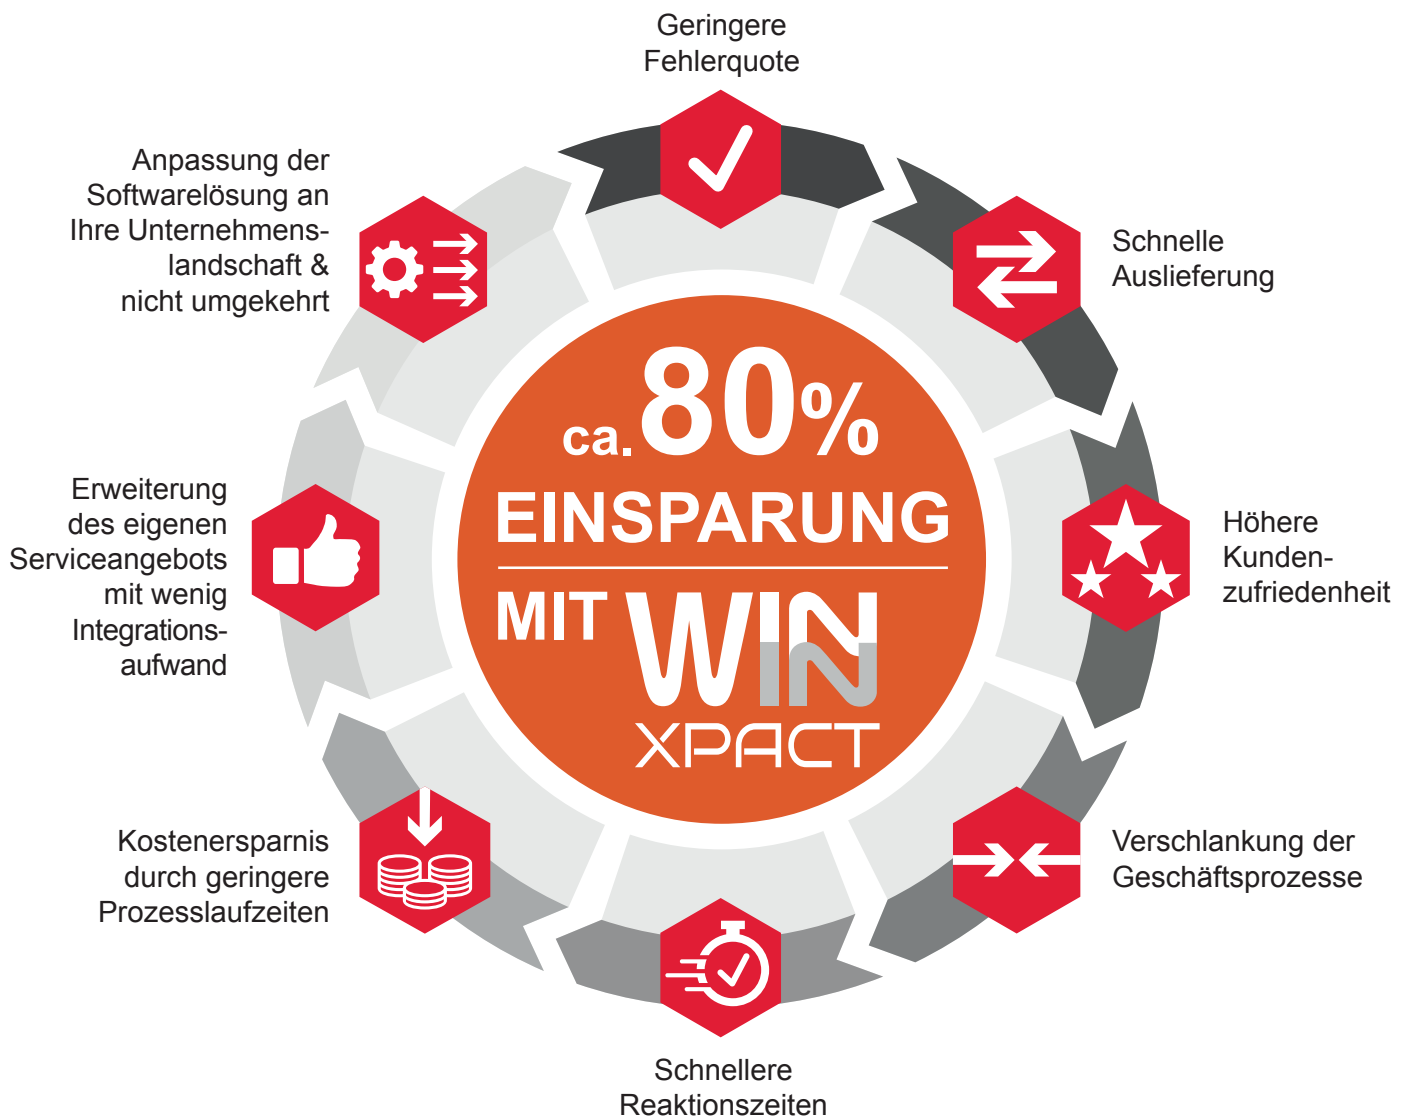 Geringere
Fehlerquote
Schnelle
Auslieferung
Höhere
Kunden-
zufriedenheit
Verschlankung der
Geschäftsprozesse
Schnellere
Reaktionszeiten
Kostenersparnis
durch geringere
Prozesslaufzeiten
Erweiterung
des eigenen
Serviceangebots
mit wenig
Integrations-
aufwand
Anpassung der
Softwarelösung an
Ihre Unternehmens-
landschaft &
nicht umgekehrt
ca. 80%
EINSPARUNG
MIT WIN
XPACT